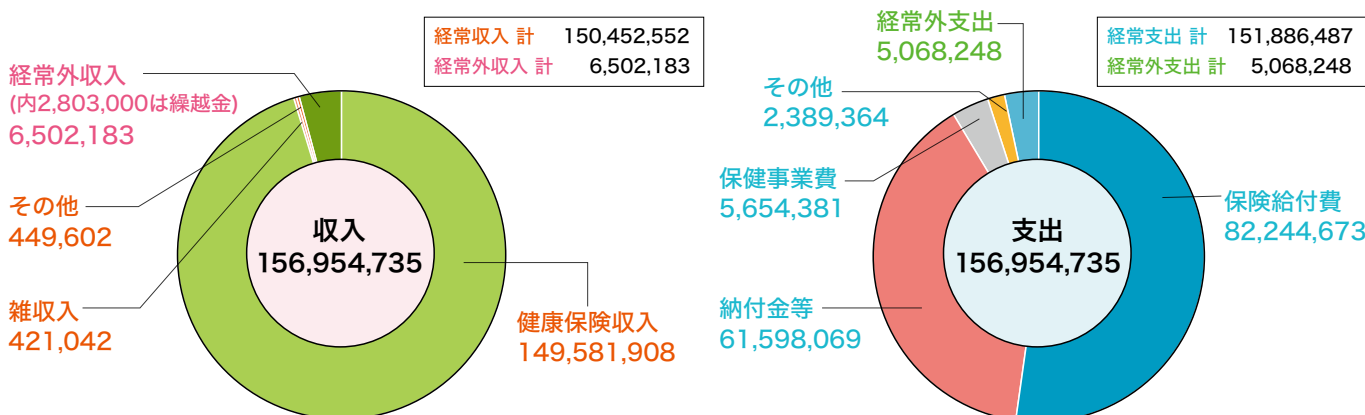 経常収入 計 150,452,552
経常外収入 計 6,502,183
経常外収入
(内2,803,000は繰越金)
6,502,183
その他
449,602
雑収入
421,042
収入
156,954,735
健康保険収入
149,581,908
経常外支出
5,068,248
経常支出 計 151,886,487
経常外支出 計 5,068,248
その他
2,389,364
保健事業費
5,654,381
納付金等
61,598,069
支出
156,954,735
保険給付費
82,244,673